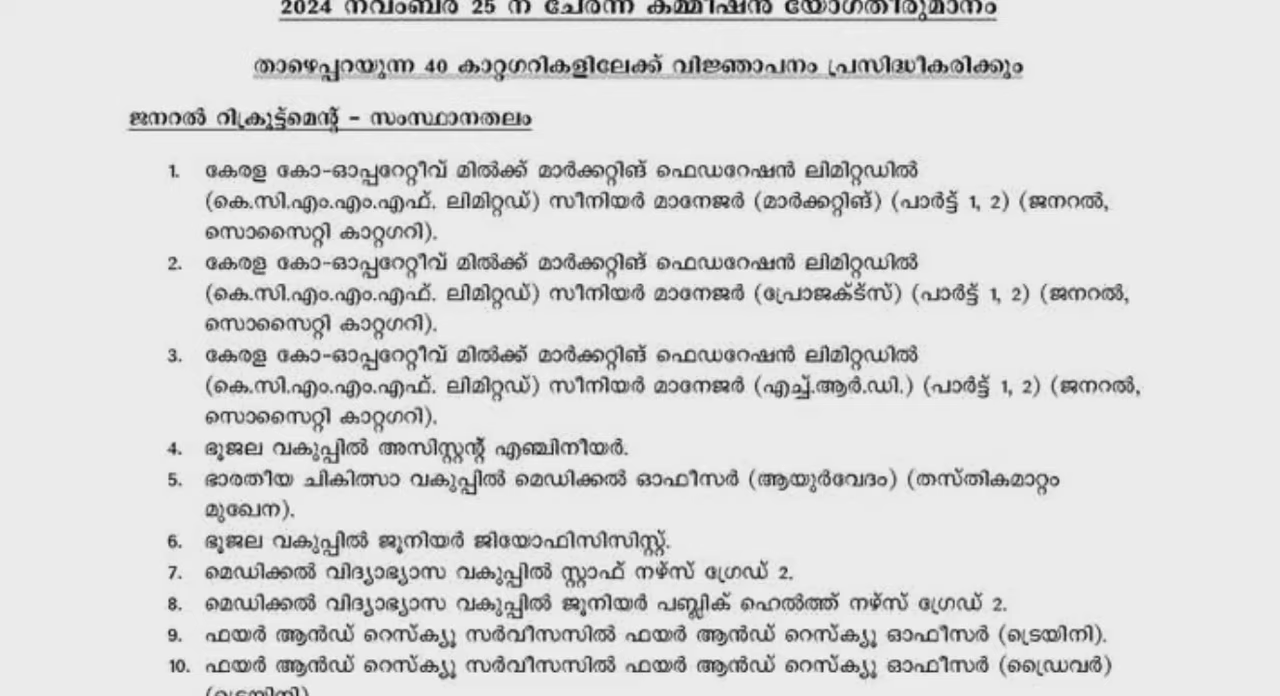 2024 നവംബർ 25 ന് ചേർന്ന കമ്മീഷൻ യോഗതീരുമാനം
താഴെപ്പറയുന്ന 40 കാറ്റഗറികളിലേക്ക് വിജ്ഞാപനം പ്രസിദ്ധീകരിക്കും
ജനറൽ റിക്രൂട്ട്മെന്റ് - സംസ്ഥാനതലം
1. കേരള കോ-ഓപ്പറേറ്റീവ് മിൽക്ക് മാർക്കറ്റിങ് ഫെഡറേഷൻ ലിമിറ്റഡിൽ
(കെ.സി.എം.എം.എഫ്. ലിമിറ്റഡ്) സീനിയർ മാനേജർ (മാർക്കറ്റിങ്) (പാർട്ട് 1, 2) (ജനറൽ,
സൊസൈറ്റി കാറ്റഗറി).
2. കേരള കോ-ഓപ്പറേറ്റീവ് മിൽക്ക് മാർക്കറ്റിങ് ഫെഡറേഷൻ ലിമിറ്റഡിൽ
(കെ.സി.എം.എം.എഫ്. ലിമിറ്റഡ്) സീനിയർ മാനേജർ (പ്രോജക്ട്സ്) (പാർട്ട് 1, 2) (ജനറൽ,
സൊസൈറ്റി കാറ്റഗറി).
3. കേരള കോ-ഓപ്പറേറ്റീവ് മിൽക്ക് മാർക്കറ്റിങ് ഫെഡറേഷൻ ലിമിറ്റഡിൽ
(കെ.സി.എം.എം.എഫ്. ലിമിറ്റഡ്) സീനിയർ മാനേജർ (എച്ച്.ആർ.ഡി.) (പാർട്ട് 1, 2) (ജനറൽ,
സൊസൈറ്റി കാറ്റഗറി).
4. ഭൂജല വകുപ്പിൽ അസിസ്റ്റന്റ് എഞ്ചിനീയർ.
5. ഭാരതീയ ചികിത്സാ വകുപ്പിൽ മെഡിക്കൽ ഓഫീസർ (ആയുർവേദം) (തസ്തികമാറ്റം
മുഖേന).
6. ഭൂജല വകുപ്പിൽ ജൂനിയർ ജിയോഫിസിസിസ്റ്റ്.
7. മെഡിക്കൽ വിദ്യാഭ്യാസ വകുപ്പിൽ സ്റ്റാഫ് നഴ്സ് ഗ്രേഡ് 2.
8. മെഡിക്കൽ വിദ്യാഭ്യാസ വകുപ്പിൽ ജൂനിയർ പബ്ലിക് ഹെൽത്ത് നഴ്സ് ഗ്രേഡ് 2.
9. ഫയർ ആൻഡ് റെസ്ക്യൂ സർവീസസിൽ ഫയർ ആൻഡ് റെസ്ക്യൂ ഓഫീസർ (ട്രെയിനി).
10. ഫയർ ആൻഡ് റെസ്ക്യൂ സർവീസസിൽ ഫയർ ആൻഡ് റെസ്ക്യൂ ഓഫീസർ (ഡ്രൈവർ)
(ട്രെയിനി)